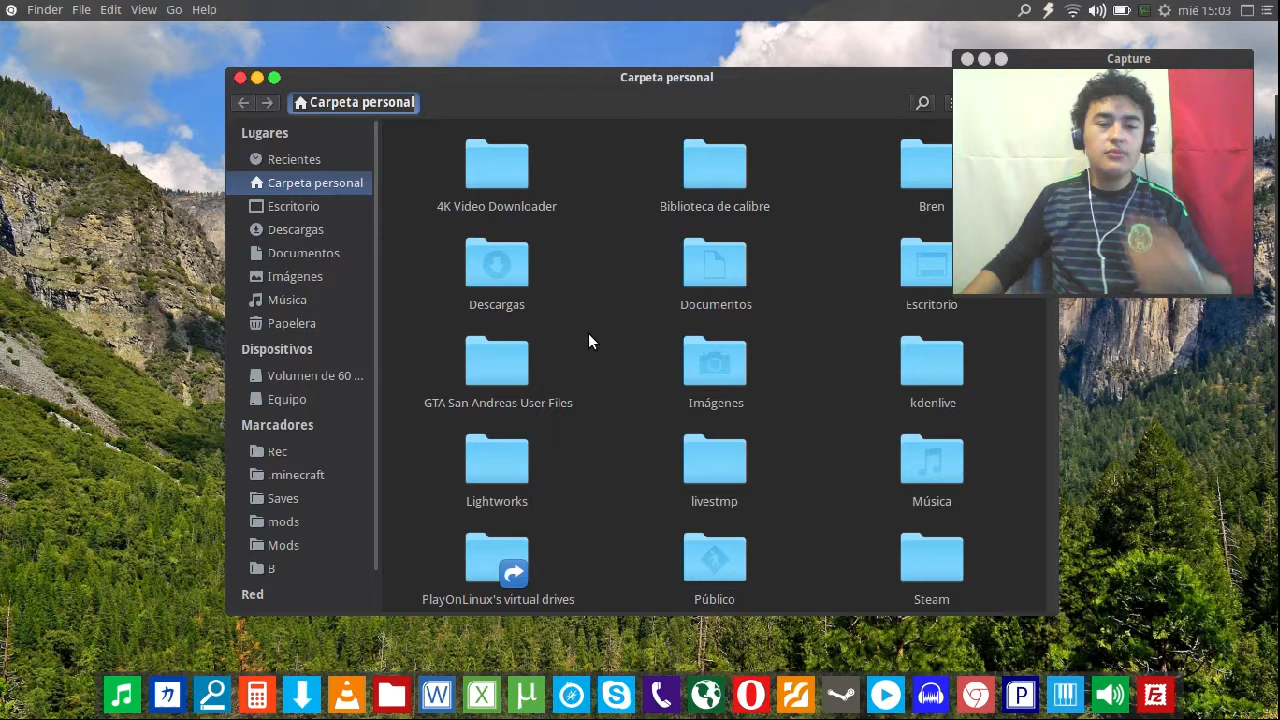 Finder File Edit View Go Help
mié 15:03
Capture
Carpeta personal
Carpeta personal
Lugares
Recientes
Carpeta personal
Escritorio
Descargas
Documentos
Imágenes
Música
Papelera
Dispositivos
Volumen de 60 ...
Equipo
Marcadores
Rec
.minecraft
Saves
mods
Mods
B
Red
4K Video Downloader
Biblioteca de calibre
Bren
Descargas
Documentos
Escritorio
GTA San Andreas User Files
Imágenes
kdenlive
Lightworks
livestmp
Música
PlayOnLinux's virtual drives
Público
Steam
W
X
µ
S
P
FZ